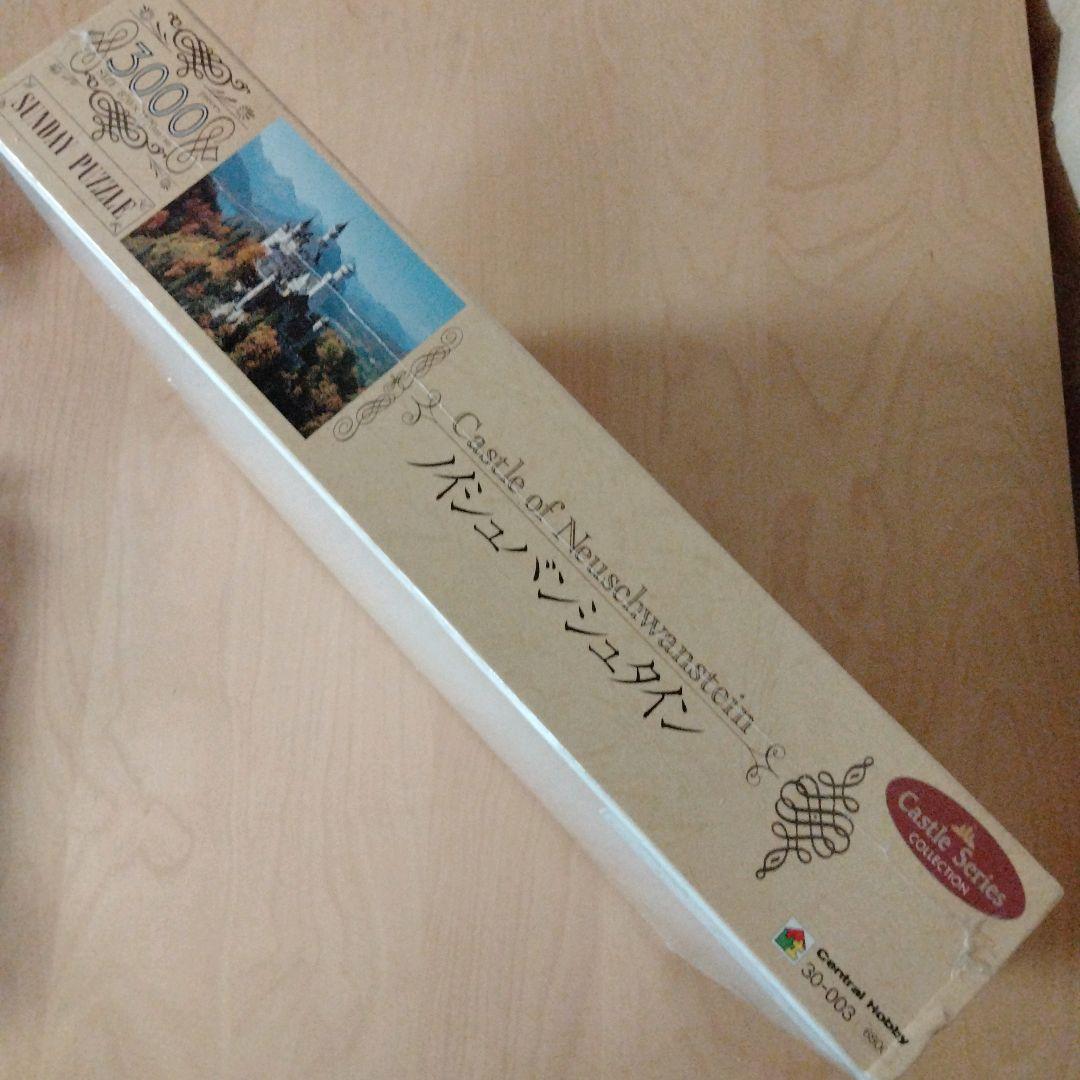 3000
SUNDAY PUZZLE
Castle of Neuschwanstein
ノイシュバンシュタイン
Castle Series
COLLECTION
Central Hobby
30-003